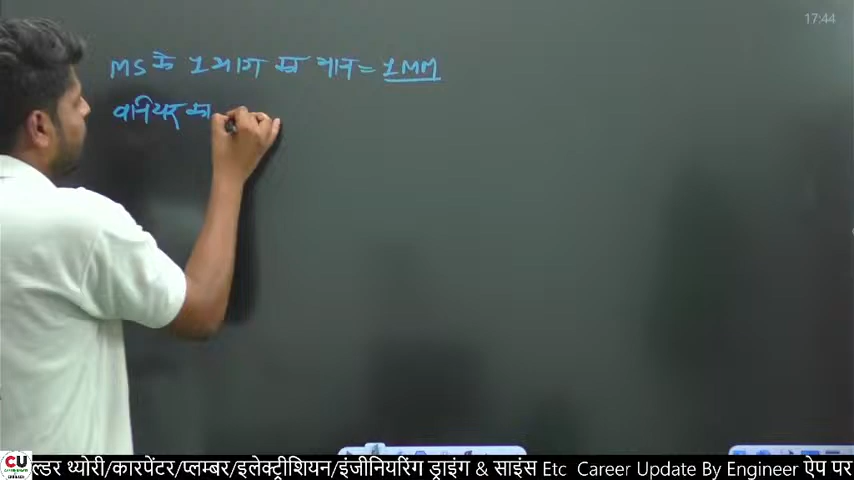 17:44
MS के 1 भाग का मान = 1MM
वर्नियर का
CU
ल्डर थ्योरी/कारपेंटर/प्लम्बर/इलेक्ट्रीशियन/इंजीनियरिंग ड्राइंग & साइंस Etc Career Update By Engineer ऐप पर